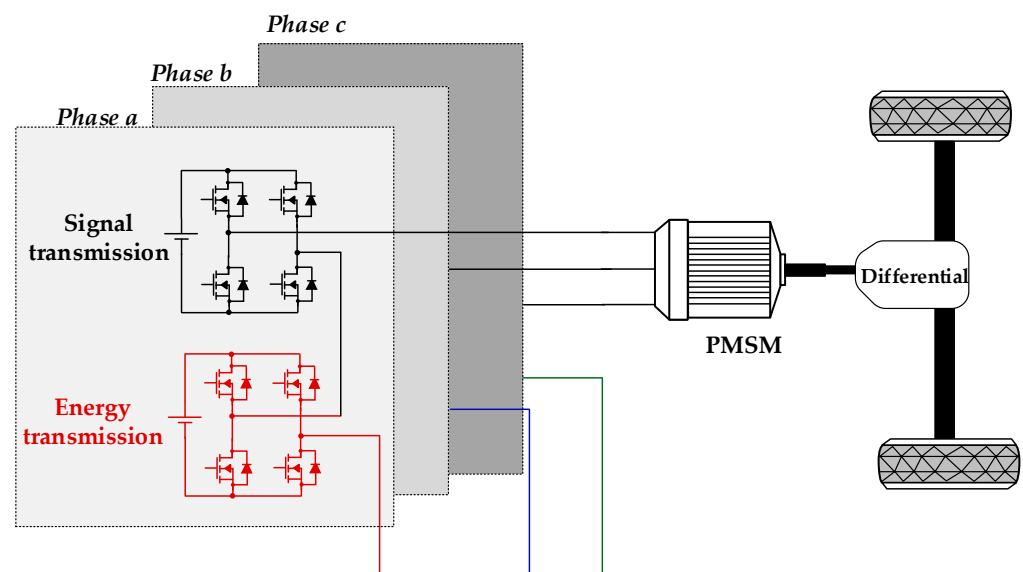 Phase c
Phase b
Phase a
Signal
transmission
Differential
PMSM
Energy
transmission